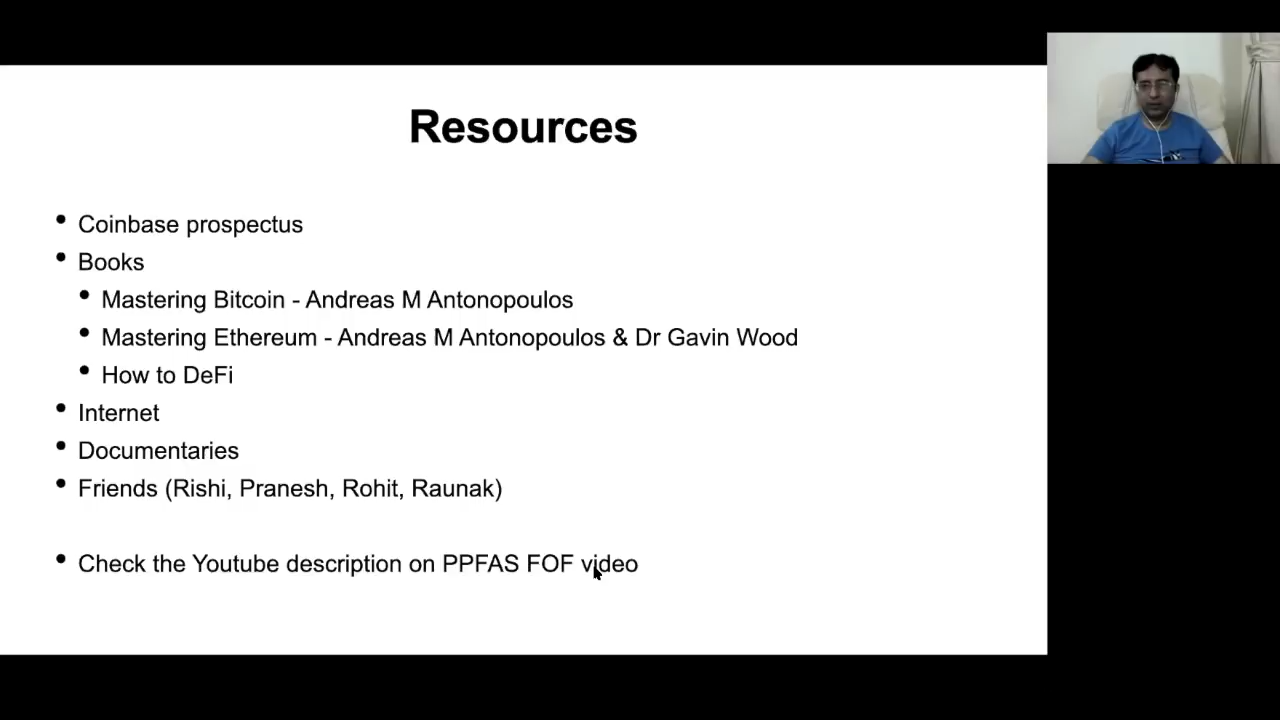 Resources
• Coinbase prospectus
• Books
• Mastering Bitcoin - Andreas M Antonopoulos
• Mastering Ethereum - Andreas M Antonopoulos & Dr Gavin Wood
• How to DeFi
• Internet
• Documentaries
• Friends (Rishi, Pranesh, Rohit, Raunak)
• Check the Youtube description on PPFAS FOF video